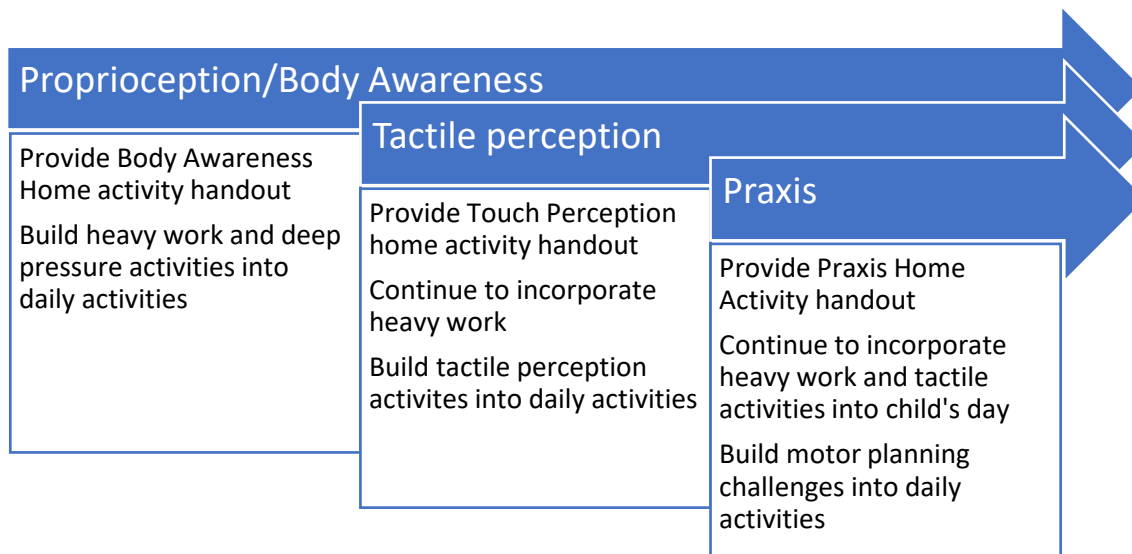 Proprioception/Body Awareness
Provide Body Awareness
Home activity handout
Build heavy work and deep
pressure activities into
daily activities
Tactile perception
Provide Touch Perception
home activity handout
Continue to incorporate
heavy work
Build tactile perception
activites into daily activities
Praxis
Provide Praxis Home
Activity handout
Continue to incorporate
heavy work and tactile
activities into child's day
Build motor planning
challenges into daily
activities